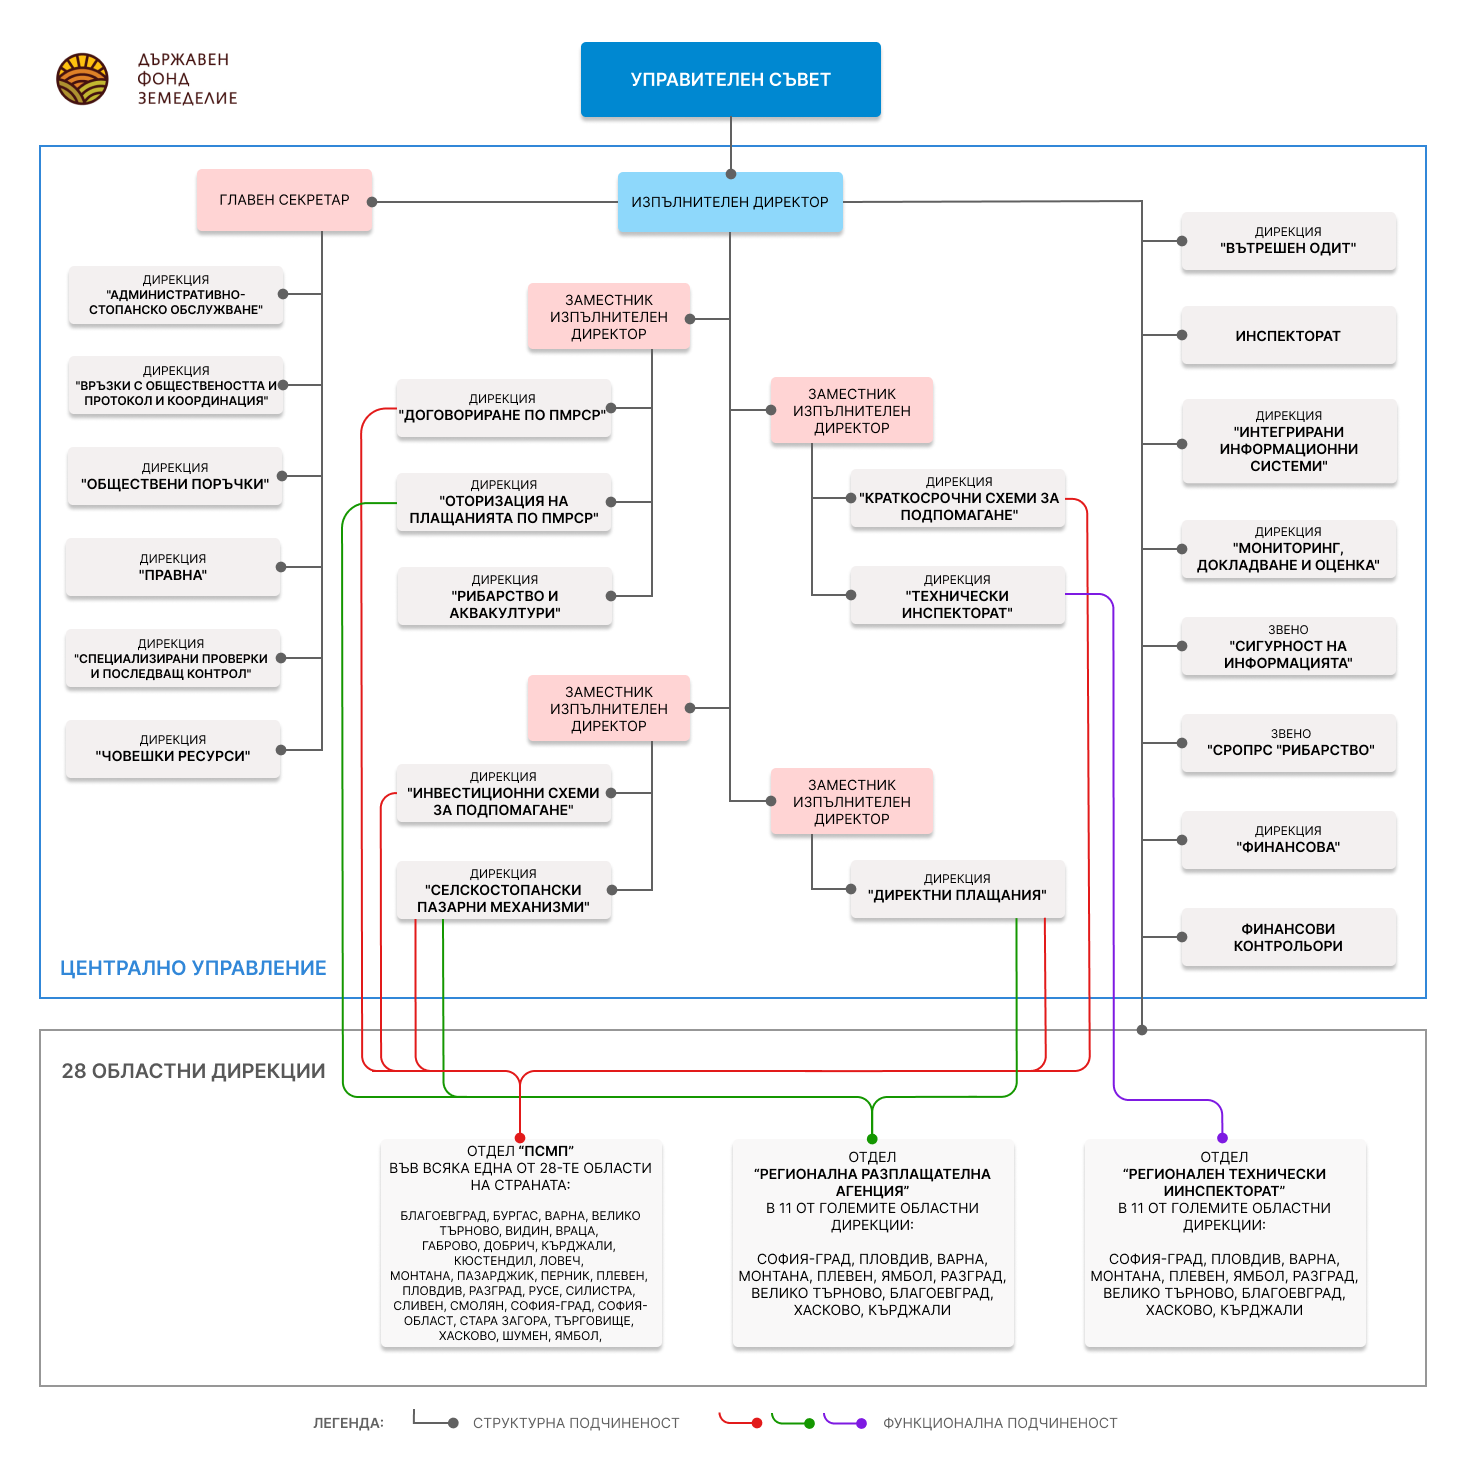 ДЪРЖАВЕН
ФОНД
ЗЕМЕДЕЛИЕ
УПРАВИТЕЛЕН СЪВЕТ
ГЛАВЕН СЕКРЕТАР
ИЗПЪЛНИТЕЛЕН ДИРЕКТОР
ДИРЕКЦИЯ
"АДМИНИСТРАТИВНО-
СТОПАНСКО ОБСЛУЖВАНЕ"
ДИРЕКЦИЯ
"ВРЪЗКИ С ОБЩЕСТВЕНОСТТА И
ПРОТОКОЛ И КООРДИНАЦИЯ"
ДИРЕКЦИЯ
"ОБЩЕСТВЕНИ ПОРЪЧКИ"
ДИРЕКЦИЯ
"ПРАВНА"
ДИРЕКЦИЯ
"СПЕЦИАЛИЗИРАНИ ПРОВЕРКИ
И ПОСЛЕДВАЩ КОНТРОЛ"
ДИРЕКЦИЯ
"ЧОВЕШКИ РЕСУРСИ"
ЗАМЕСТНИК
ИЗПЪЛНИТЕЛЕН
ДИРЕКТОР
ДИРЕКЦИЯ
"ДОГОВОРИРАНЕ ПО ПМРСР"
ДИРЕКЦИЯ
"ОТОРИЗАЦИЯ НА
ПЛАЩАНИЯТА ПО ПМРСР"
ДИРЕКЦИЯ
"РИБАРСТВО И
АКВАКУЛТУРИ"
ЗАМЕСТНИК
ИЗПЪЛНИТЕЛЕН
ДИРЕКТОР
ДИРЕКЦИЯ
"КРАТКОСРОЧНИ СХЕМИ ЗА
ПОДПОМАГАНЕ"
ДИРЕКЦИЯ
"ТЕХНИЧЕСКИ
ИНСПЕКТОРАТ"
ЗАМЕСТНИК
ИЗПЪЛНИТЕЛЕН
ДИРЕКТОР
ДИРЕКЦИЯ
"ИНВЕСТИЦИОННИ СХЕМИ
ЗА ПОДПОМАГАНЕ"
ДИРЕКЦИЯ
"СЕЛСКОСТОПАНСКИ
ПАЗАРНИ МЕХАНИЗМИ"
ЗАМЕСТНИК
ИЗПЪЛНИТЕЛЕН
ДИРЕКТОР
ДИРЕКЦИЯ
"ДИРЕКТНИ ПЛАЩАНИЯ"
ДИРЕКЦИЯ
"ВЪТРЕШЕН ОДИТ"
ИНСПЕКТОРАТ
ДИРЕКЦИЯ
"ИНТЕГРИРАНИ
ИНФОРМАЦИОННИ
СИСТЕМИ"
ДИРЕКЦИЯ
"МОНИТОРИНГ,
ДОКЛАДВАНЕ И ОЦЕНКА"
ЗВЕНО
"СИГУРНОСТ НА
ИНФОРМАЦИЯТА"
ЗВЕНО
"СРОПРС "РИБАРСТВО"
ДИРЕКЦИЯ
"ФИНАНСОВА"
ФИНАНСОВИ
КОНТРОЛЬОРИ
ЦЕНТРАЛНО УПРАВЛЕНИЕ
28 ОБЛАСТНИ ДИРЕКЦИИ
ОТДЕЛ “ПСМП”
ВЪВ ВСЯКА ЕДНА ОТ 28-ТЕ ОБЛАСТИ
НА СТРАНАТА:
БЛАГОЕВГРАД, БУРГАС, ВАРНА, ВЕЛИКО
ТЪРНОВО, ВИДИН, ВРАЦА,
ГАБРОВО, ДОБРИЧ, КЪРДЖАЛИ,
КЮСТЕНДИЛ, ЛОВЕЧ,
МОНТАНА, ПАЗАРДЖИК, ПЕРНИК, ПЛЕВЕН,
ПЛОВДИВ, РАЗГРАД, РУСЕ, СИЛИСТРА,
СЛИВЕН, СМОЛЯН, СОФИЯ-ГРАД, СОФИЯ-
ОБЛАСТ, СТАРА ЗАГОРА, ТЪРГОВИЩЕ,
ХАСКОВО, ШУМЕН, ЯМБОЛ,
ОТДЕЛ
“РЕГИОНАЛНА РАЗПЛАЩАТЕЛНА
АГЕНЦИЯ”
В 11 ОТ ГОЛЕМИТЕ ОБЛАСТНИ
ДИРЕКЦИИ:
СОФИЯ-ГРАД, ПЛОВДИВ, ВАРНА,
МОНТАНА, ПЛЕВЕН, ЯМБОЛ, РАЗГРАД,
ВЕЛИКО ТЪРНОВО, БЛАГОЕВГРАД,
ХАСКОВО, КЪРДЖАЛИ
ОТДЕЛ
“РЕГИОНАЛЕН ТЕХНИЧЕСКИ
ИИНСПЕКТОРАТ”
В 11 ОТ ГОЛЕМИТЕ ОБЛАСТНИ
ДИРЕКЦИИ:
СОФИЯ-ГРАД, ПЛОВДИВ, ВАРНА,
МОНТАНА, ПЛЕВЕН, ЯМБОЛ, РАЗГРАД,
ВЕЛИКО ТЪРНОВО, БЛАГОЕВГРАД,
ХАСКОВО, КЪРДЖАЛИ
ЛЕГЕНДА: СТРУКТУРНА ПОДЧИНЕНОСТ ФУНКЦИОНАЛНА ПОДЧИНЕНОСТ